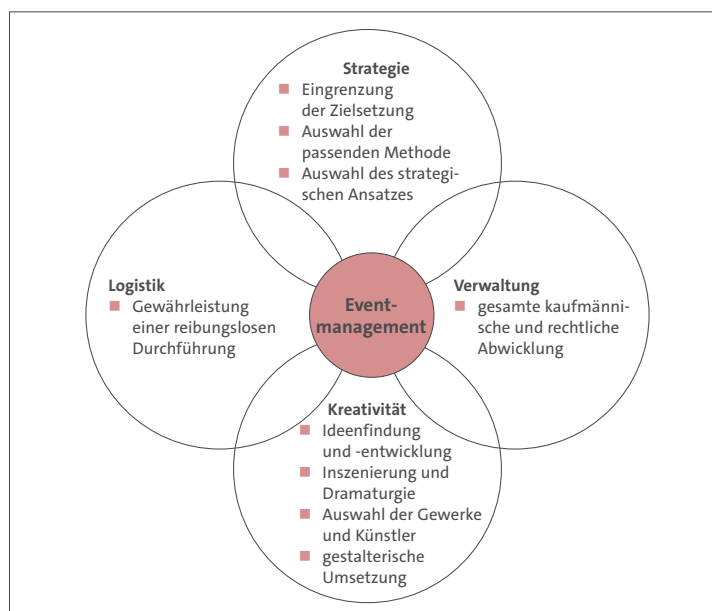 Strategie
Eingrenzung
der Zielsetzung
Auswahl der
passenden Methode
Auswahl des strategi-
schen Ansatzes
Logistik
Gewährleistung
einer reibungslosen
Durchführung
Event-
management
Verwaltung
gesamte kaufmänni-
sche und rechtliche
Abwicklung
Kreativität
Ideenfindung
und -entwicklung
Inszenierung und
Dramaturgie
Auswahl der Gewerke
und Künstler
gestalterische
Umsetzung